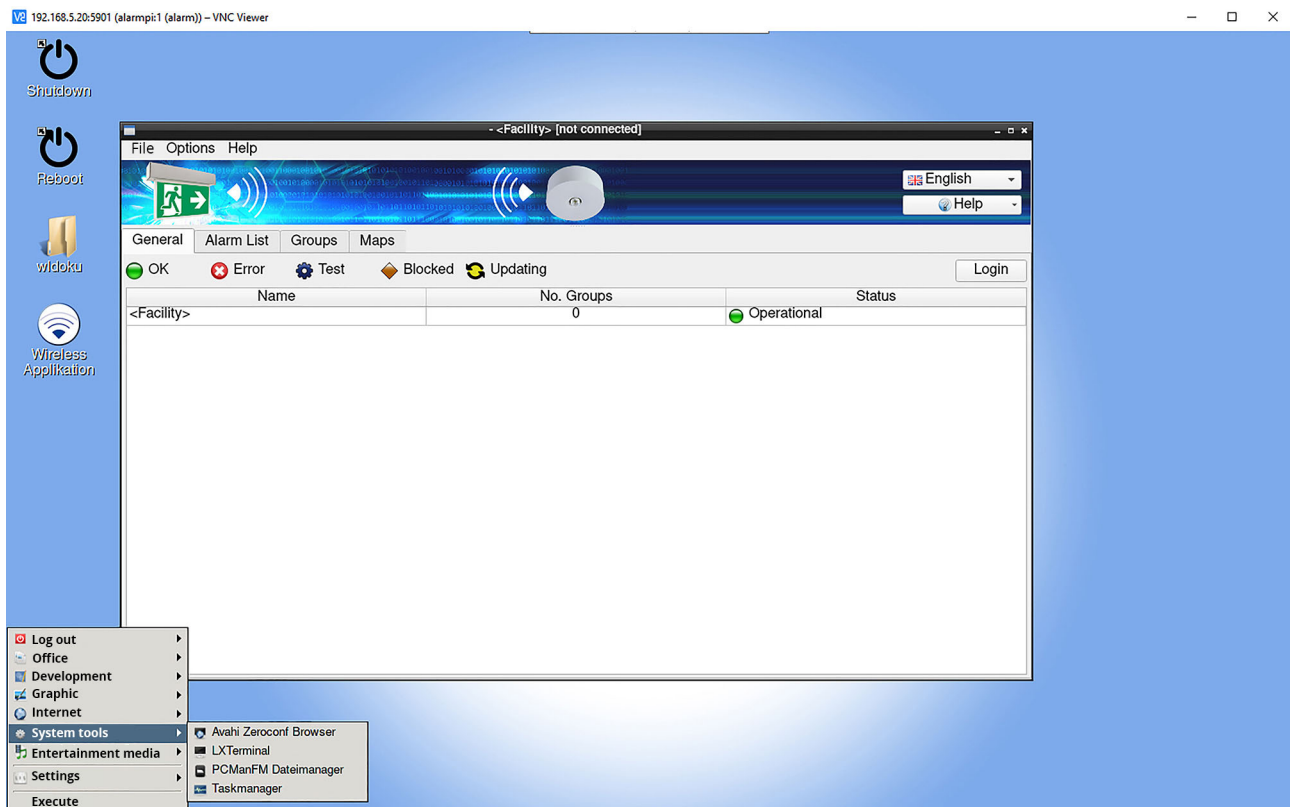 192.168.5.20:5901 (alarmpi:1 (alarm)) – VNC Viewer
Shutdown
Reboot
widoku
Wireless
Applikation
- <Facility> [not connected]
File Options Help
English
Help
General Alarm List Groups Maps
OK Error Test Blocked Updating Login
Name No. Groups Status
<Facility> 0 Operational
Log out
Office
Development
Graphic
Internet
System tools
Entertainment media
Settings
Execute
Avahi Zeroconf Browser
LXTerminal
PCManFM Dateimanager
Taskmanager